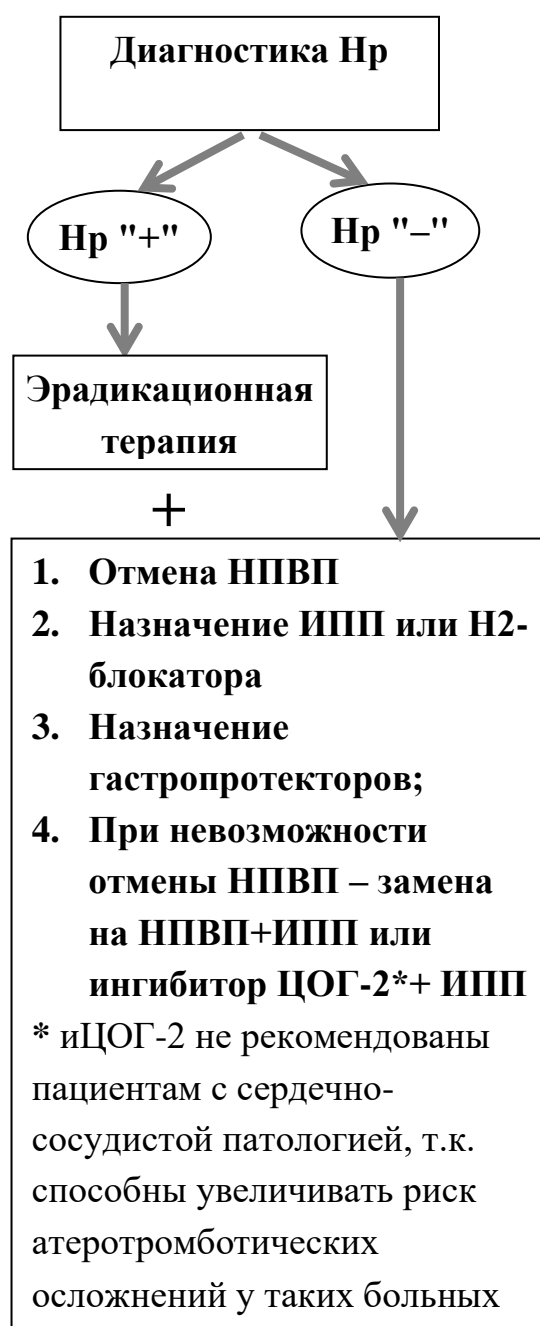 Диагностика Нр
Нр "+"
Нр "–"
Эрадикационная
терапия
+
1. Отмена НПВП
2. Назначение ИПП или Н2-
блокатора
3. Назначение
гастропротекторов;
4. При невозможности
отмены НПВП – замена
на НПВП+ИПП или
ингибитор ЦОГ-2*+ ИПП
* иЦОГ-2 не рекомендованы
пациентам с сердечно-
сосудистой патологией, т.к.
способны увеличивать риск
атеротромботических
осложнений у таких больных